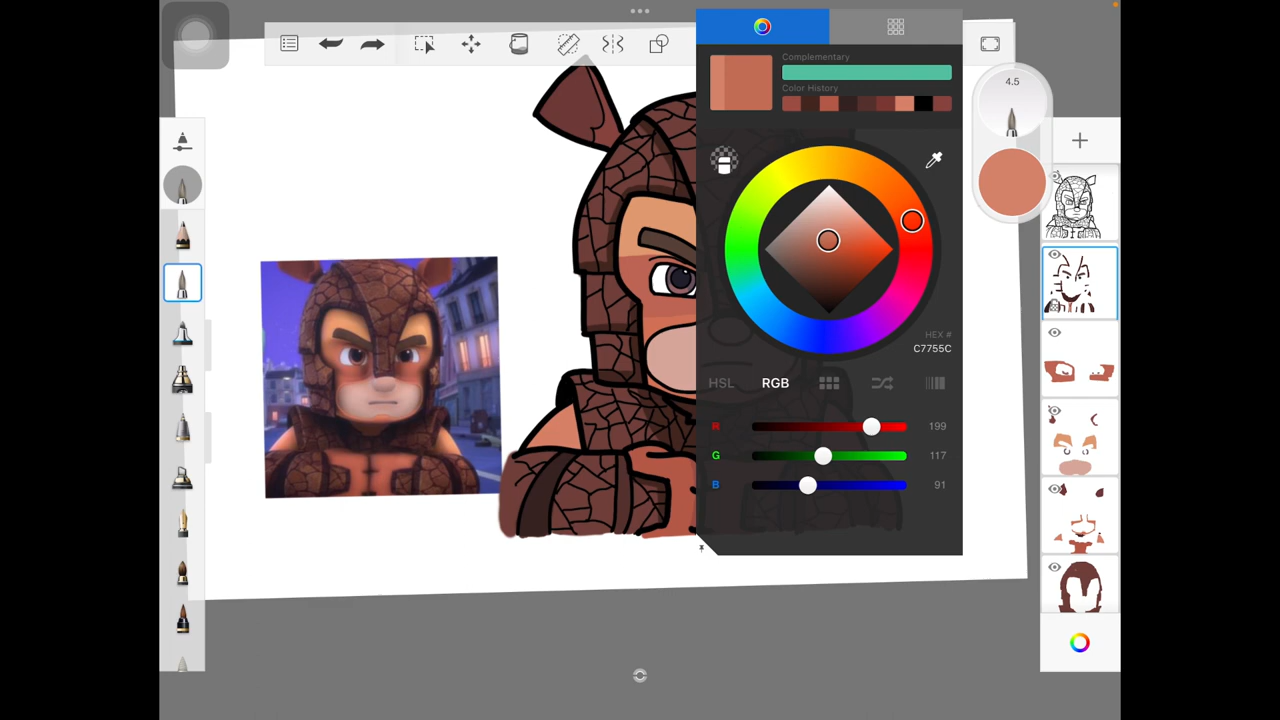 Complementary
Color History
4.5
HEX #
C7755C
HSL RGB
R 199
G 117
B 91